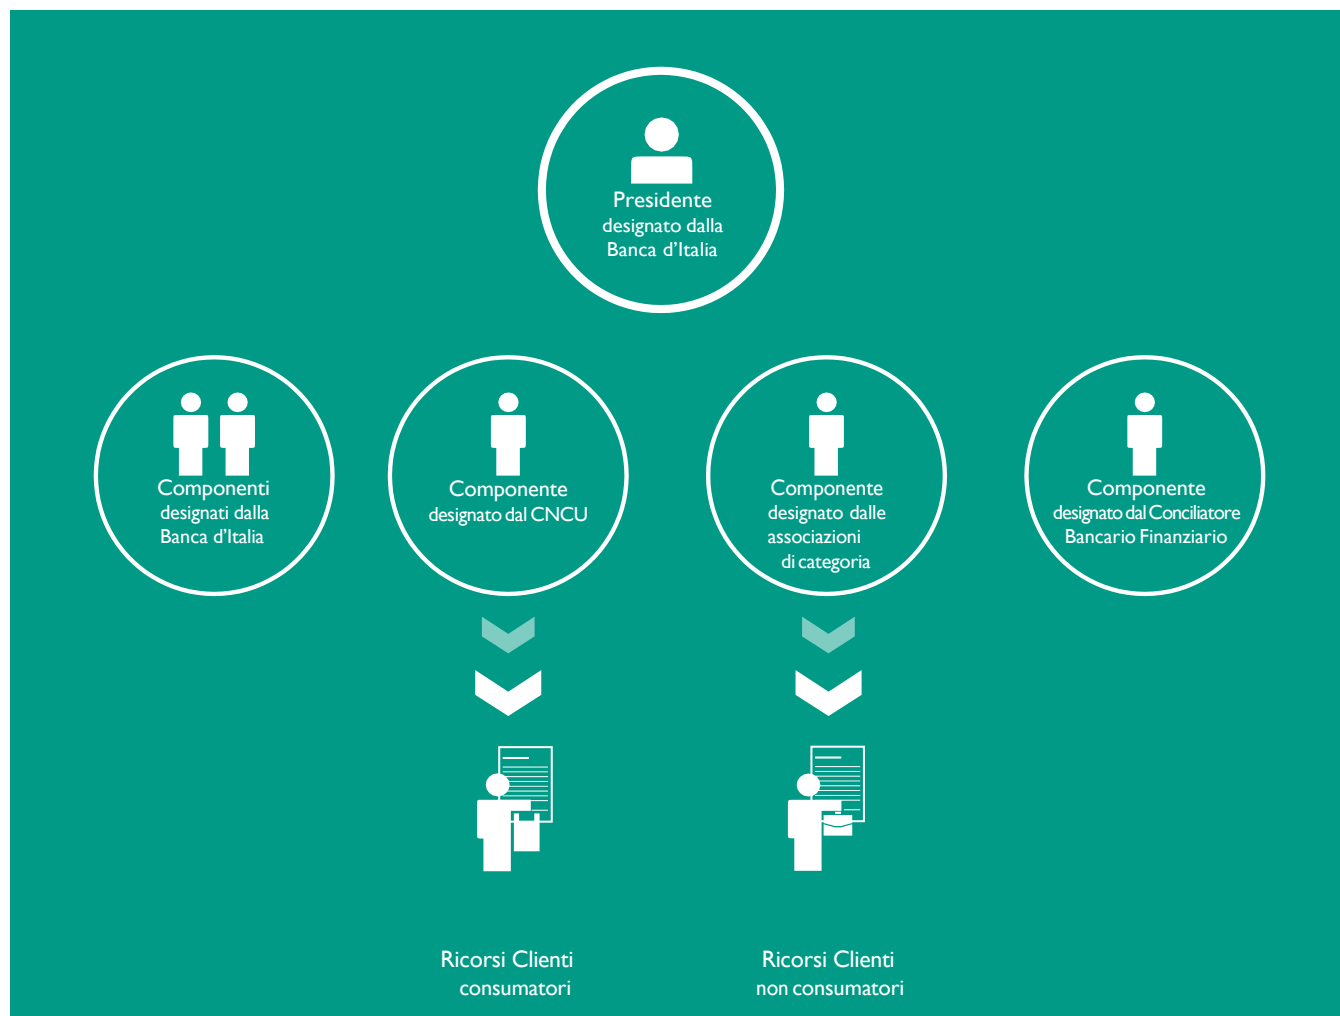 Presidente
designato dalla
Banca d’Italia
Componenti
designati dalla
Banca d’Italia
Componente
designato dal CNCU
Componente
designato dalle
associazioni
di categoria
Componente
designato dal Conciliatore
Bancario Finanziario
Ricorsi Clienti
consumatori
Ricorsi Clienti
non consumatori